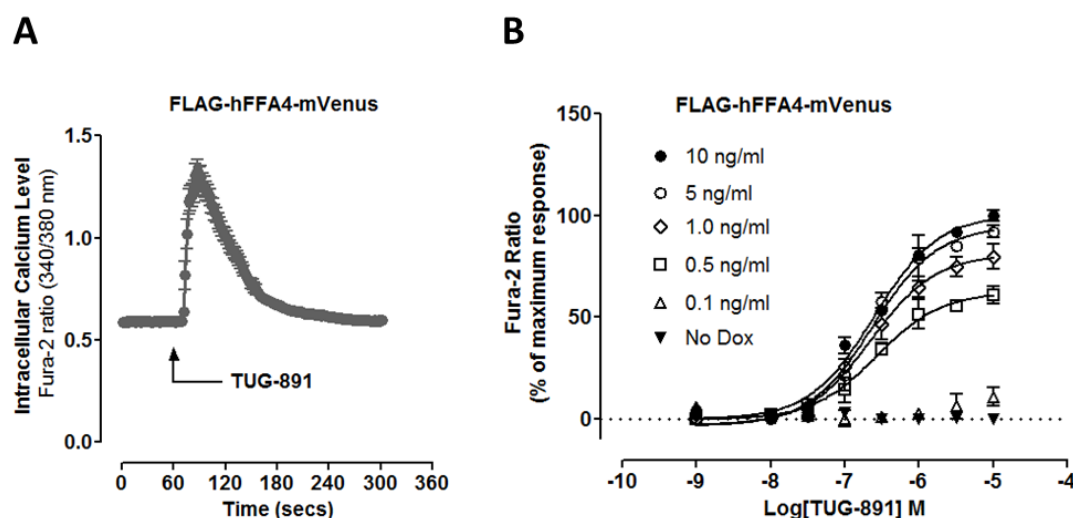 A
FLAG-hFFA4-mVenus
Intracellular Calcium Level
Fura-2 ratio (340/380 nm)
1.5
1.0
0.5
0.0
TUG-891
0 60 120 180 240 300 360
Time (secs)
B
FLAG-hFFA4-mVenus
Fura-2 Ratio
(% of maximum response)
150
100
50
0
10 ng/ml
5 ng/ml
1.0 ng/ml
0.5 ng/ml
0.1 ng/ml
No Dox
-10 -9 -8 -7 -6 -5 -4
Log[TUG-891] M